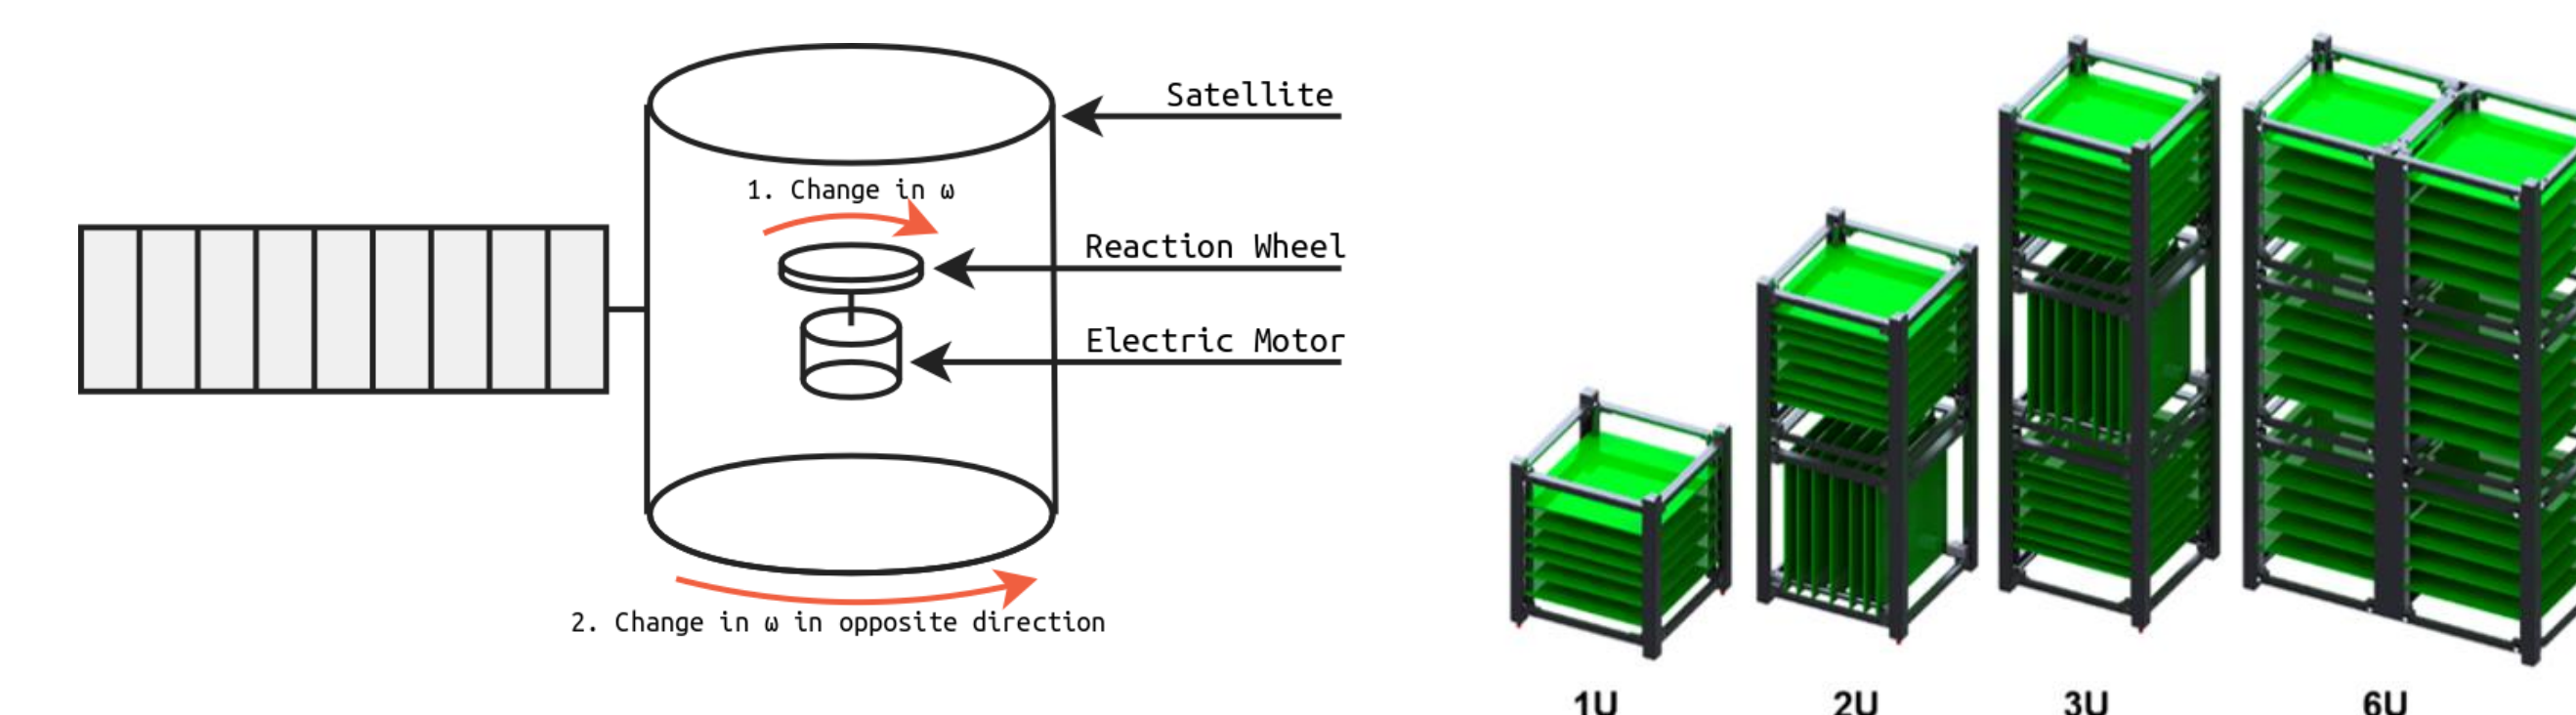 Satellite
1. Change in ω
Reaction Wheel
Electric Motor
2. Change in ω in opposite direction
1U
2U
3U
6U